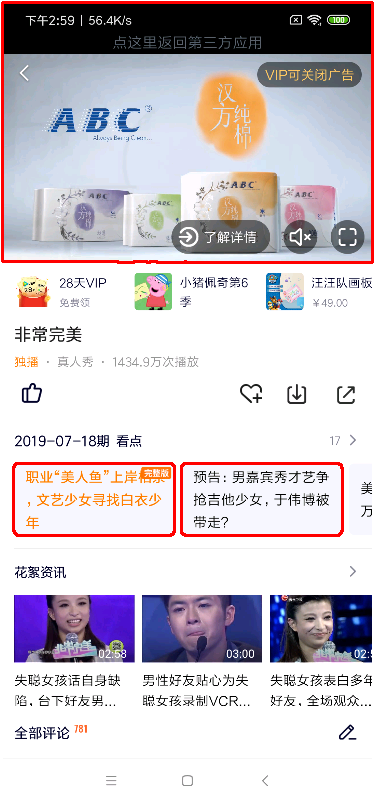 下午2:59 | 56.4K/s
100
点这里返回第三方应用
VIP可关闭广告
ABC
Always Being Clean...
汉方纯棉
了解详情
28天VIP
免费领
小猪佩奇第6季
汪汪队画板
￥49.00
非常完美
独播 · 真人秀 · 1434.9万次播放
2019-07-18期 看点
17
职业“美人鱼”上岸相亲
完整版
，文艺少女寻找白衣少
年
预告：男嘉宾秀才艺争
抢吉他少女，于伟博被
带走？
美
万
花絮资讯
02:58
03:00
失聪女孩话自身缺
陷，台下好友男...
男性好友贴心为失
聪女孩录制VCR...
失聪女孩表白多年
好友，全场观众...
全部评论 781